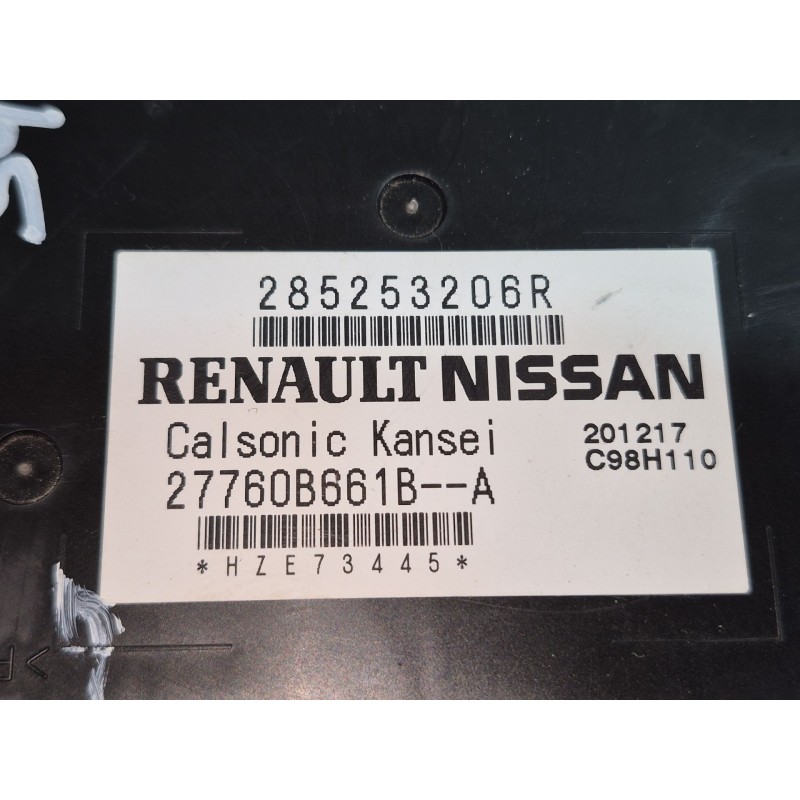 285253206R
RENAULT NISSAN
Calsonic Kansei
27760B661B--A
201217
C98H110
*HZE73445*